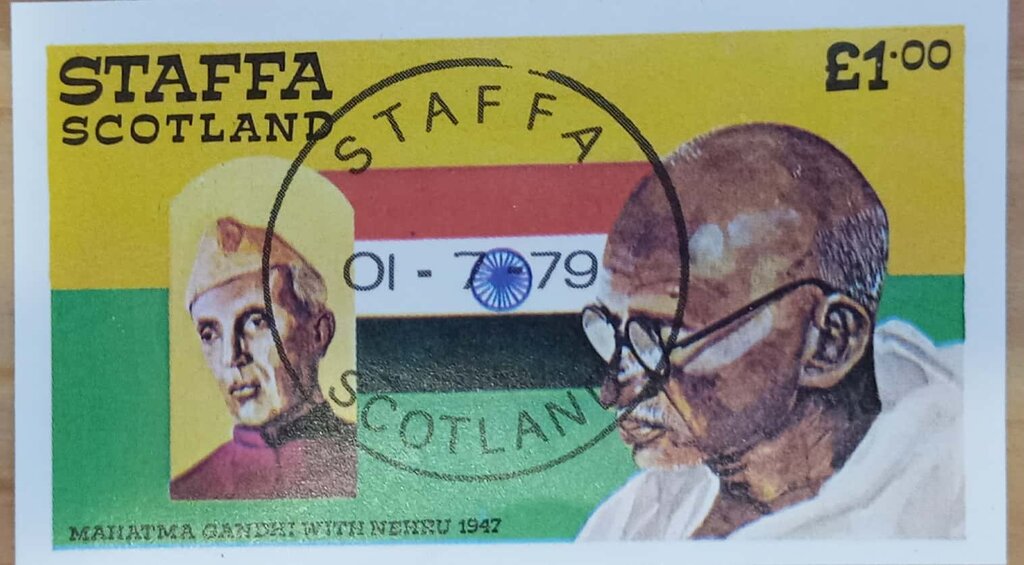 STAFFA
SCOTLAND
£1.00
STAFFA
01-7-79
SCOTLAND
MAHATMA GANDHI WITH NEHRU 1947